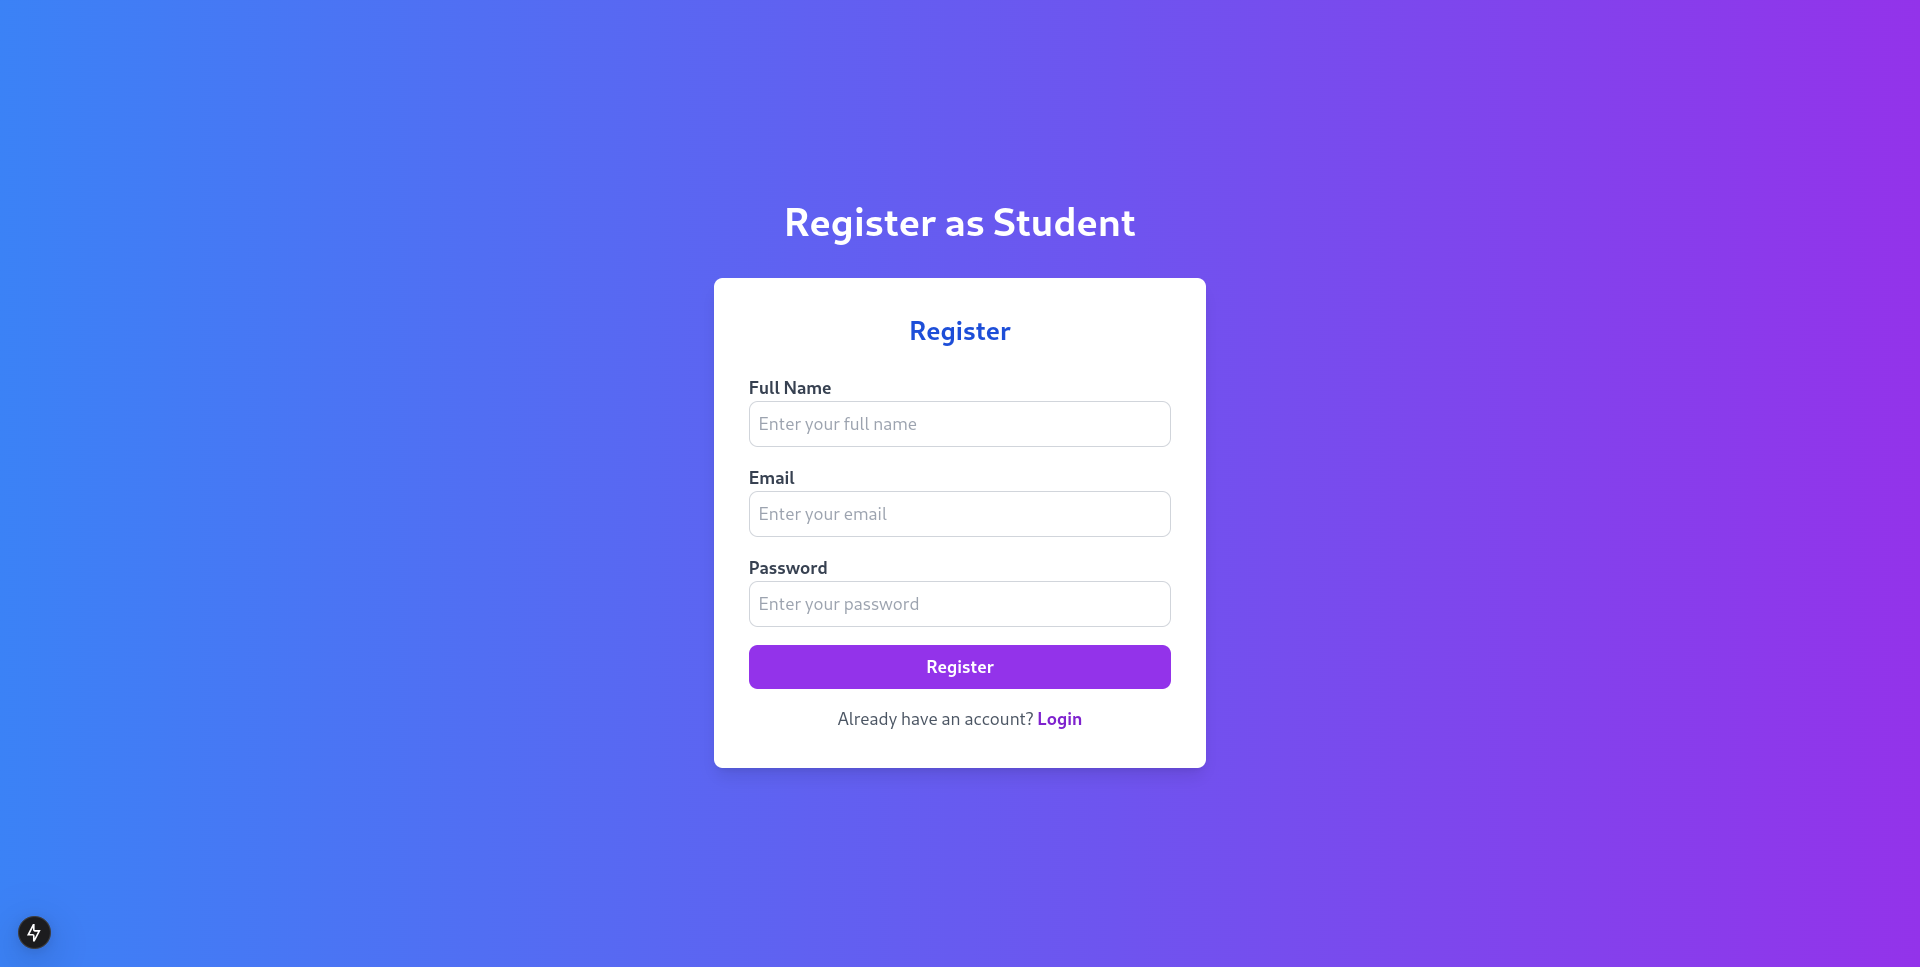 Register as Student
Register
Full Name
Enter your full name
Email
Enter your email
Password
Enter your password
Register
Already have an account? Login